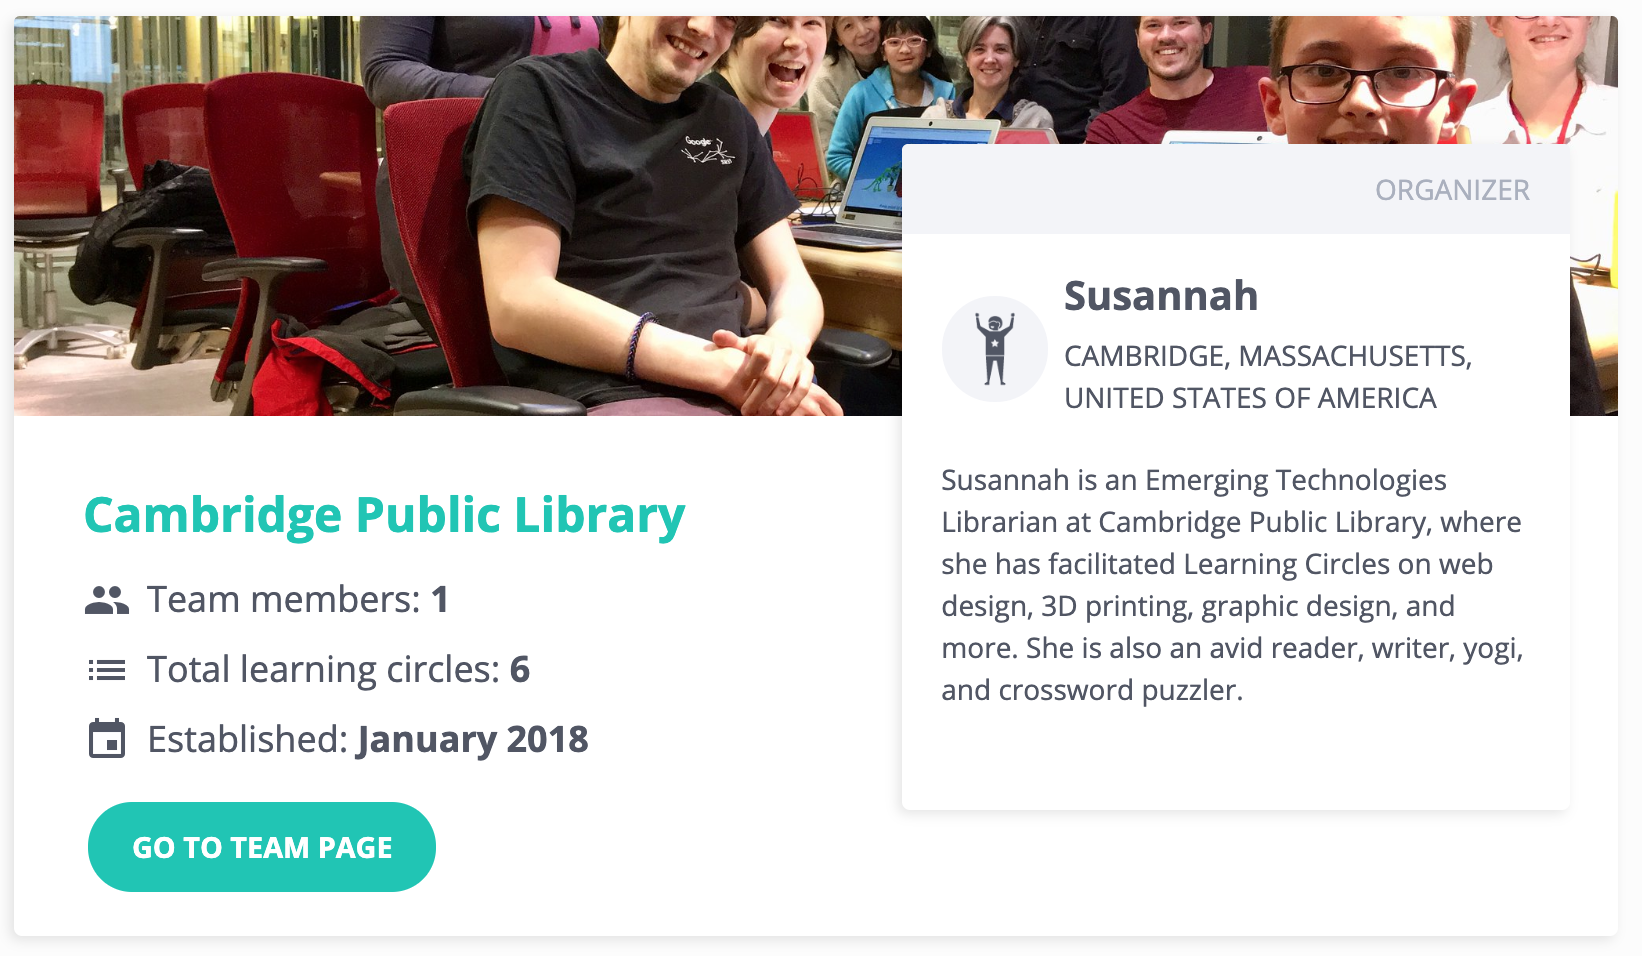 Google
ORGANIZER
Susannah
CAMBRIDGE, MASSACHUSETTS,
UNITED STATES OF AMERICA
Susannah is an Emerging Technologies
Librarian at Cambridge Public Library, where
she has facilitated Learning Circles on web
design, 3D printing, graphic design, and
more. She is also an avid reader, writer, yogi,
and crossword puzzler.
Cambridge Public Library
Team members: 1
Total learning circles: 6
Established: January 2018
GO TO TEAM PAGE